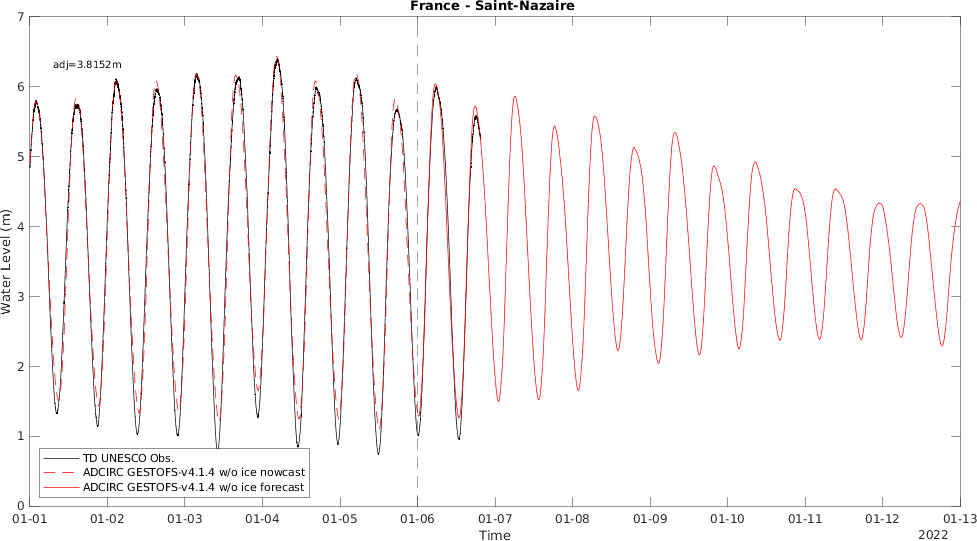 France - Saint-Nazaire
7
adj=3.8152m
6
5
4
Water Level (m)
3
2
1
TD UNESCO Obs.
ADCIRC GESTOFS-v4.1.4 w/o ice nowcast
ADCIRC GESTOFS-v4.1.4 w/o ice forecast
0
01-01 01-02 01-03 01-04 01-05 01-06 01-07 01-08 01-09 01-10 01-11 01-12 01-13
Time
2022